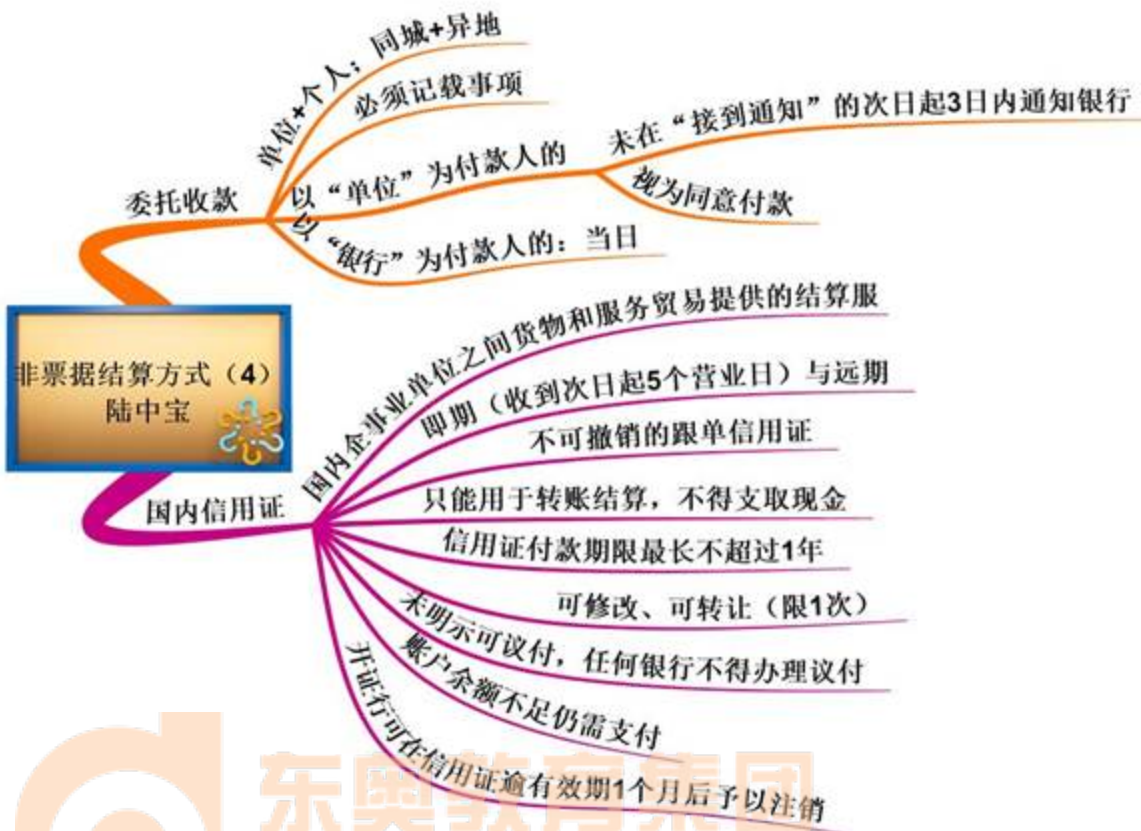 非票据结算方式（4）
陆中宝
委托收款
单位+个人；同城+异地
必须记载事项
以“单位”为付款人的
未在“接到通知”的次日起3日内通知银行
视为同意付款
以“银行”为付款人的：当日
国内信用证
国内企事业单位之间货物和服务贸易提供的结算服
即期（收到次日起5个营业日）与远期
不可撤销的跟单信用证
只能用于转账结算，不得支取现金
信用证付款期限最长不超过1年
可修改、可转让（限1次）
未明示可议付，任何银行不得办理议付
账户余额不足仍需支付
开证行可在信用证逾有效期1个月后予以注销
东奥教育集团